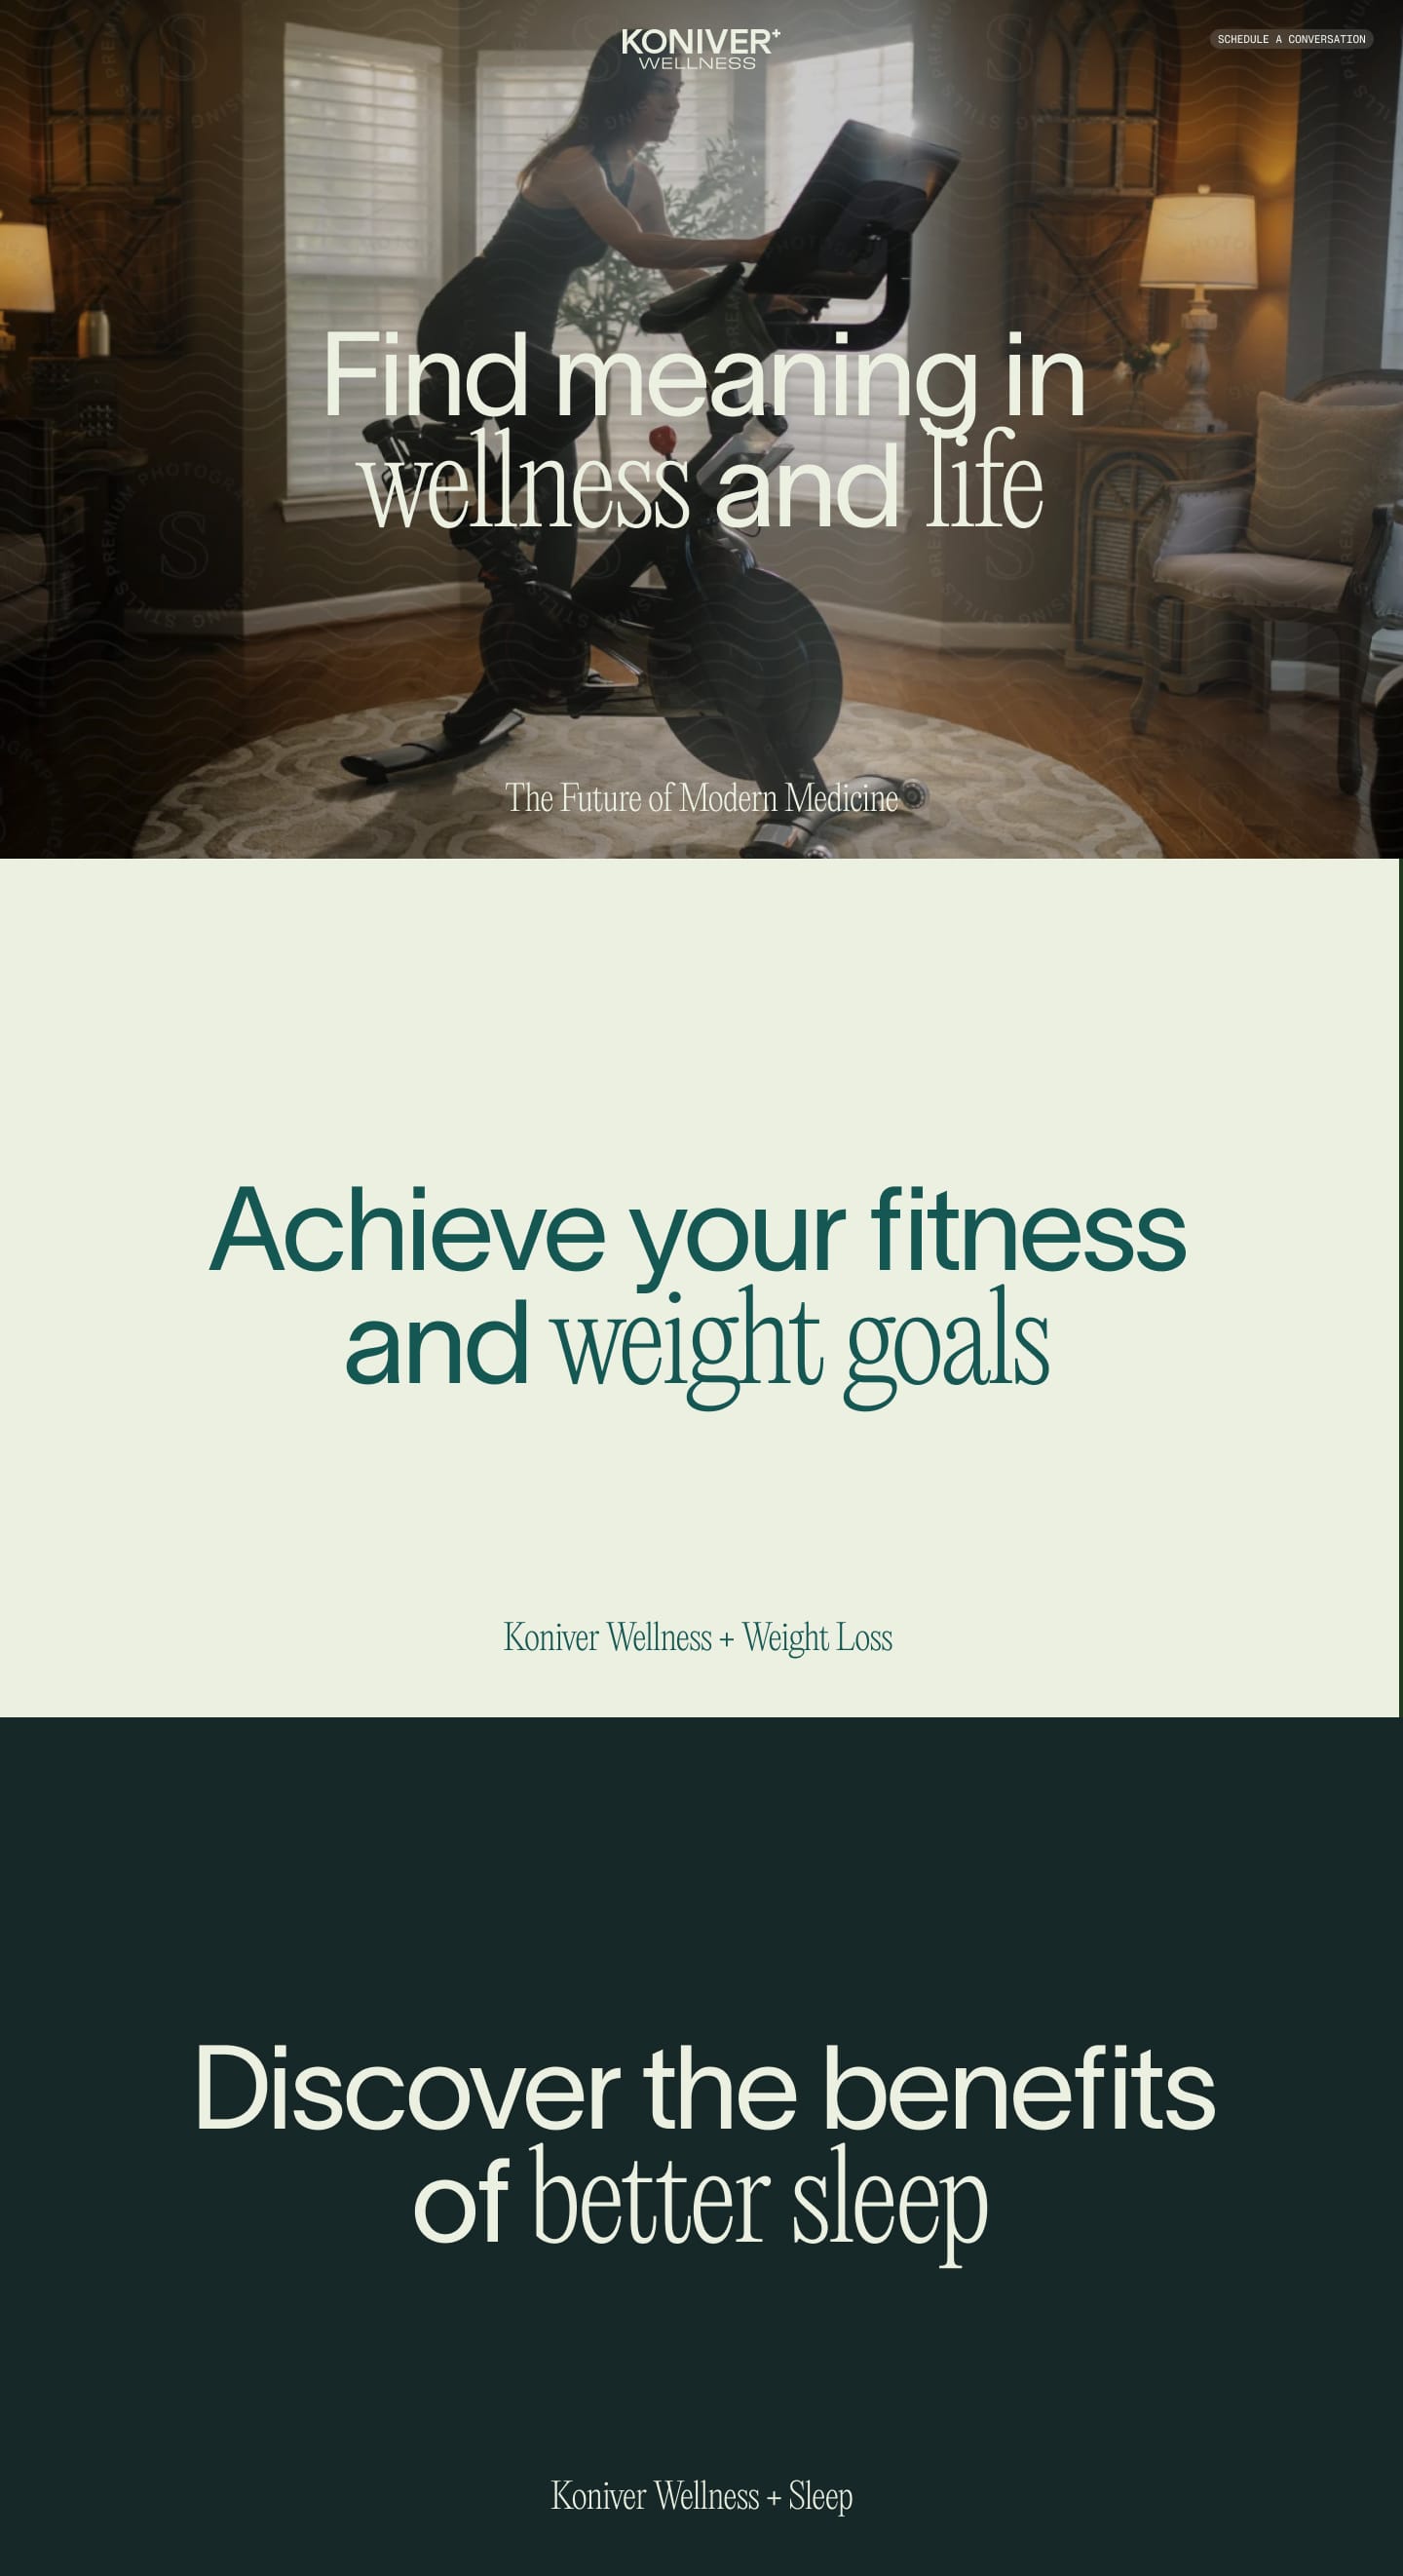 KONIVER+
WELLNESS
SCHEDULE A CONVERSATION
Find meaning in
wellness and life
The Future of Modern Medicine
Achieve your fitness
and weight goals
Koniver Wellness + Weight Loss
Discover the benefits
of better sleep
Koniver Wellness + Sleep